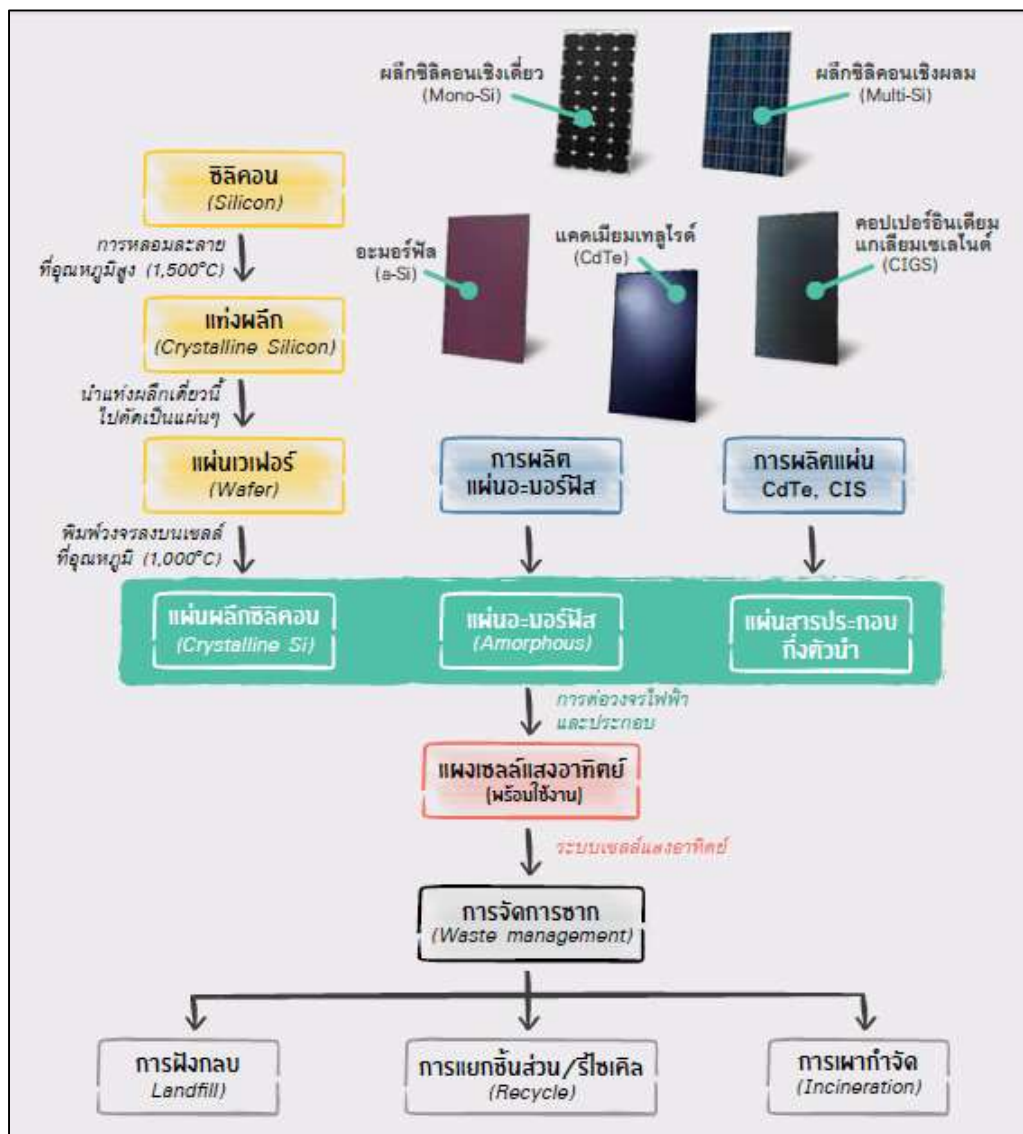 ผลึกซิลิคอนเชิงเดี่ยว
(Mono-Si)
ผลึกซิลิคอนเชิงผสม
(Multi-Si)
ซิลิคอน
(Silicon)
การหลอมละลาย
ที่อุณหภูมิสูง (1,500°C)
อะมอร์ฟัส
(a-Si)
แคดเมียมเทลูไรด์
(CdTe)
คอปเปอร์อินเดียม
แกเลียมเซเลไนด์
(CIGS)
แท่งผลึก
(Crystalline Silicon)
นำแท่งผลึกเดี่ยวนี้
ไปตัดเป็นแผ่นๆ
แผ่นเวเฟอร์
(Wafer)
การผลิต
แผ่นอะมอร์ฟัส
การผลิตแผ่น
CdTe, CIS
พิมพ์วงจรลงบนเซลล์
ที่อุณหภูมิ (1,000°C)
แผ่นผลึกซิลิคอน
(Crystalline Si)
แผ่นอะมอร์ฟัส
(Amorphous)
แผ่นสารประกอบ
กึ่งตัวนำ
การต่อวงจรไฟฟ้า
และประกอบ
แผงเซลล์แสงอาทิตย์
(พร้อมใช้งาน)
ระบบเซลล์แสงอาทิตย์
การจัดการซาก
(Waste management)
การฝังกลบ
Landfill)
การแยกชิ้นส่วน/รีไซเคิล
(Recycle)
การเผากำจัด
(Incineration)